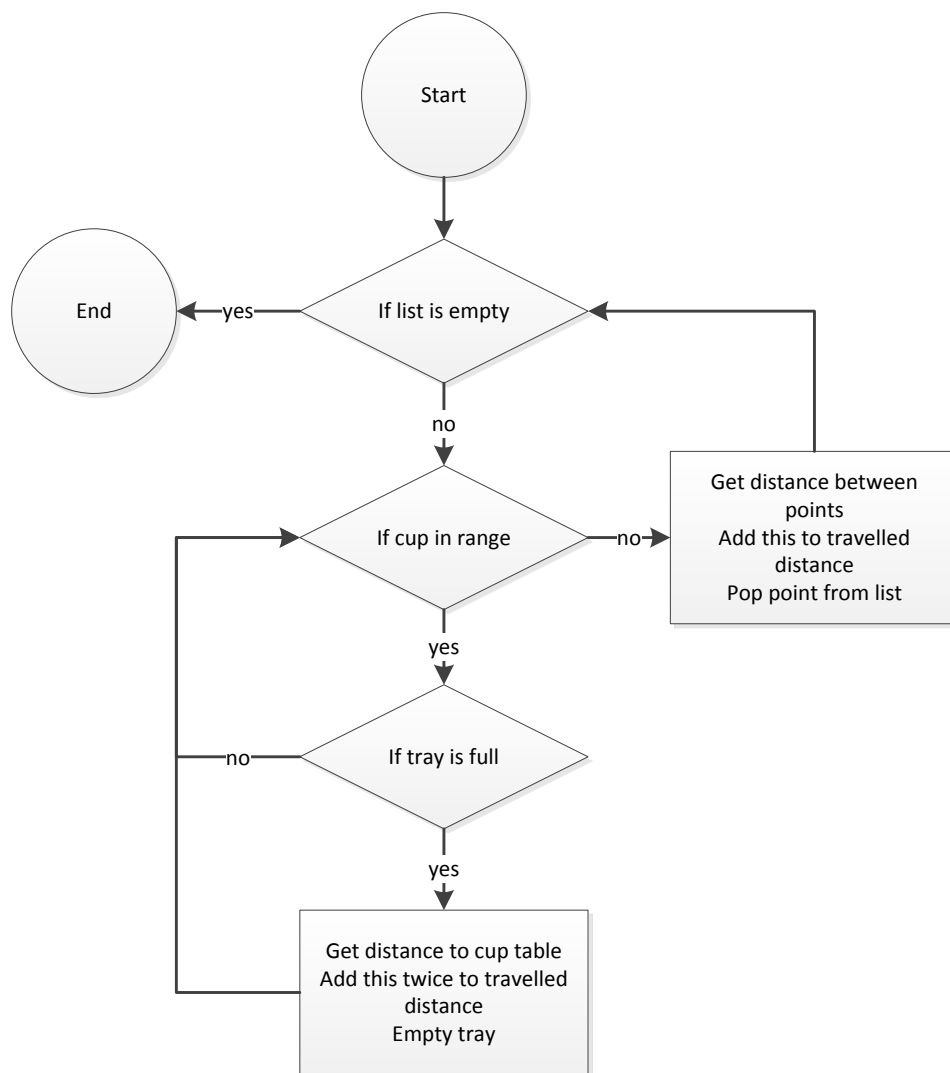 Start
End
yes
If list is empty
no
If cup in range
no
Get distance between
points
Add this to travelled
distance
Pop point from list
yes
no
If tray is full
yes
Get distance to cup table
Add this twice to travelled
distance
Empty tray